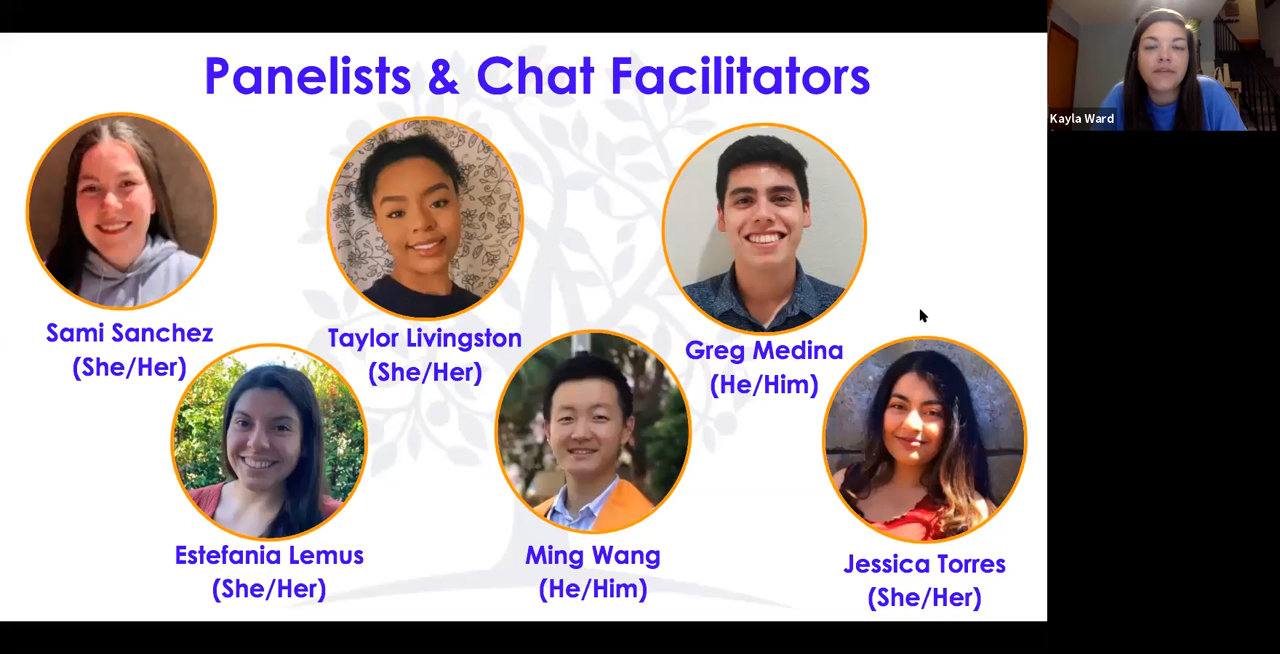 Panelists & Chat Facilitators
Kayla Ward
Sami Sanchez
(She/Her)
Taylor Livingston
(She/Her)
Greg Medina
(He/Him)
Estefania Lemus
(She/Her)
Ming Wang
(He/Him)
Jessica Torres
(She/Her)